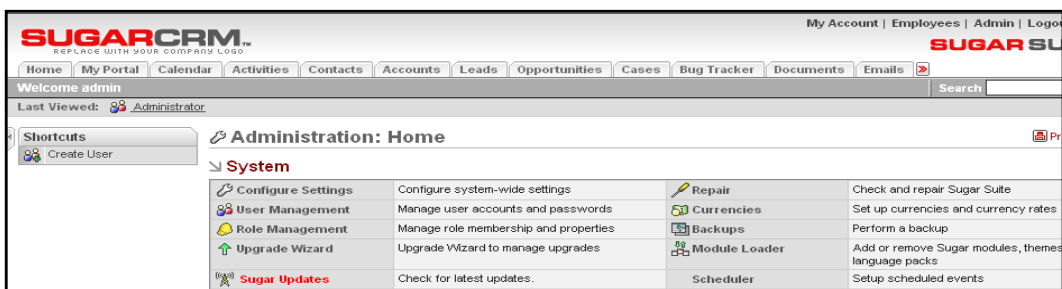 My Account | Employees | Admin |
SUGARCRM™
REPLACE WITH YOUR COMPANY LOGO
SUGAR
Home My Portal Calendar Activities Contacts Accounts Leads Opportunities Cases Bug Tracker Documents Emails
Welcome admin Search
Last Viewed: Administrator
Shortcuts
Create User
Administration: Home
System
Configure Settings Configure system-wide settings Repair Check and repair Sugar Suite
User Management Manage user accounts and passwords Currencies Set up currencies and currency rates
Role Management Manage role membership and properties Backups Perform a backup
Upgrade Wizard Upgrade Wizard to manage upgrades Module Loader Add or remove Sugar modules, themes
language packs
Sugar Updates Check for latest updates. Scheduler Setup scheduled events